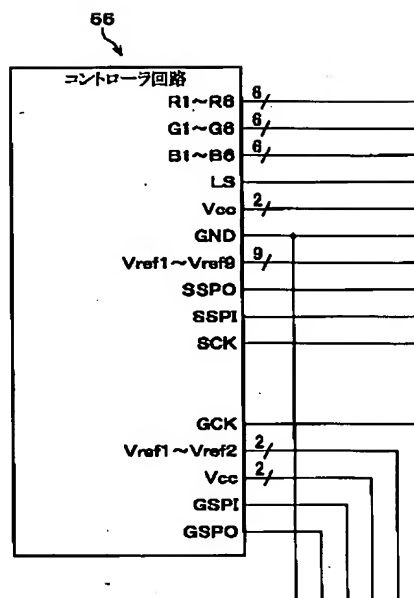 56
コントローラ回路
R1~R6 6
G1~G6 6
B1~B6 6
LS
Vcc 2
GND
Vref1~Vref9 9
SSPO
SSPI
SCK
GCK
Vref1~Vref2 2
Vcc 2
GSPI
GSPO